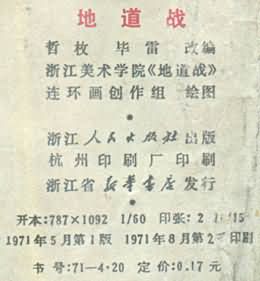 地道战
哲枚 毕雷 改编
浙江美术学院《地道战》
连环画创作组 绘图
浙江人民出版社出版
杭州印刷厂印刷
浙江省新华书店发行
开本:787×1092 1/60 印张:2 /15
1971年5月第1版 1971年8月第2 印刷
书号:71—4·20 定价:0.17元